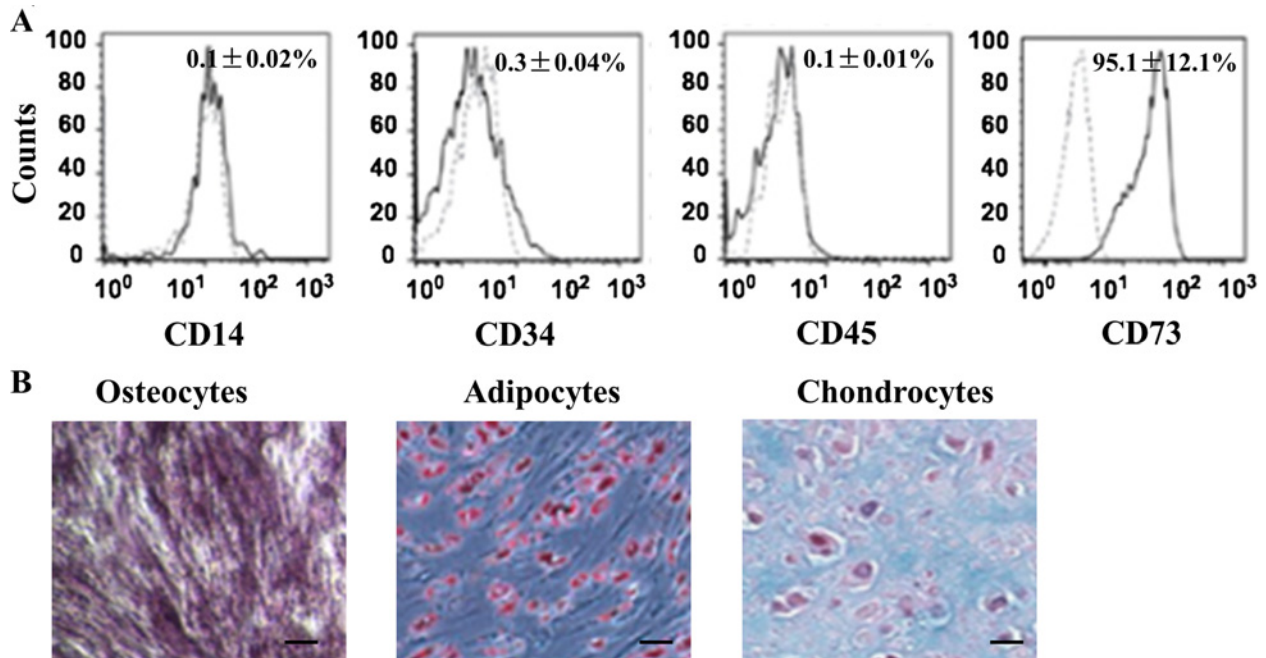 A
Counts
100
80
60
40
20
0
0.1±0.02%
10⁰ 10¹ 10² 10³
CD14
100
80
60
40
20
0
0.3±0.04%
10⁰ 10¹ 10² 10³
CD34
100
80
60
40
20
0
0.1±0.01%
10⁰ 10¹ 10² 10³
CD45
100
80
60
40
20
0
95.1±12.1%
10⁰ 10¹ 10² 10³
CD73
B
Osteocytes
Adipocytes
Chondrocytes